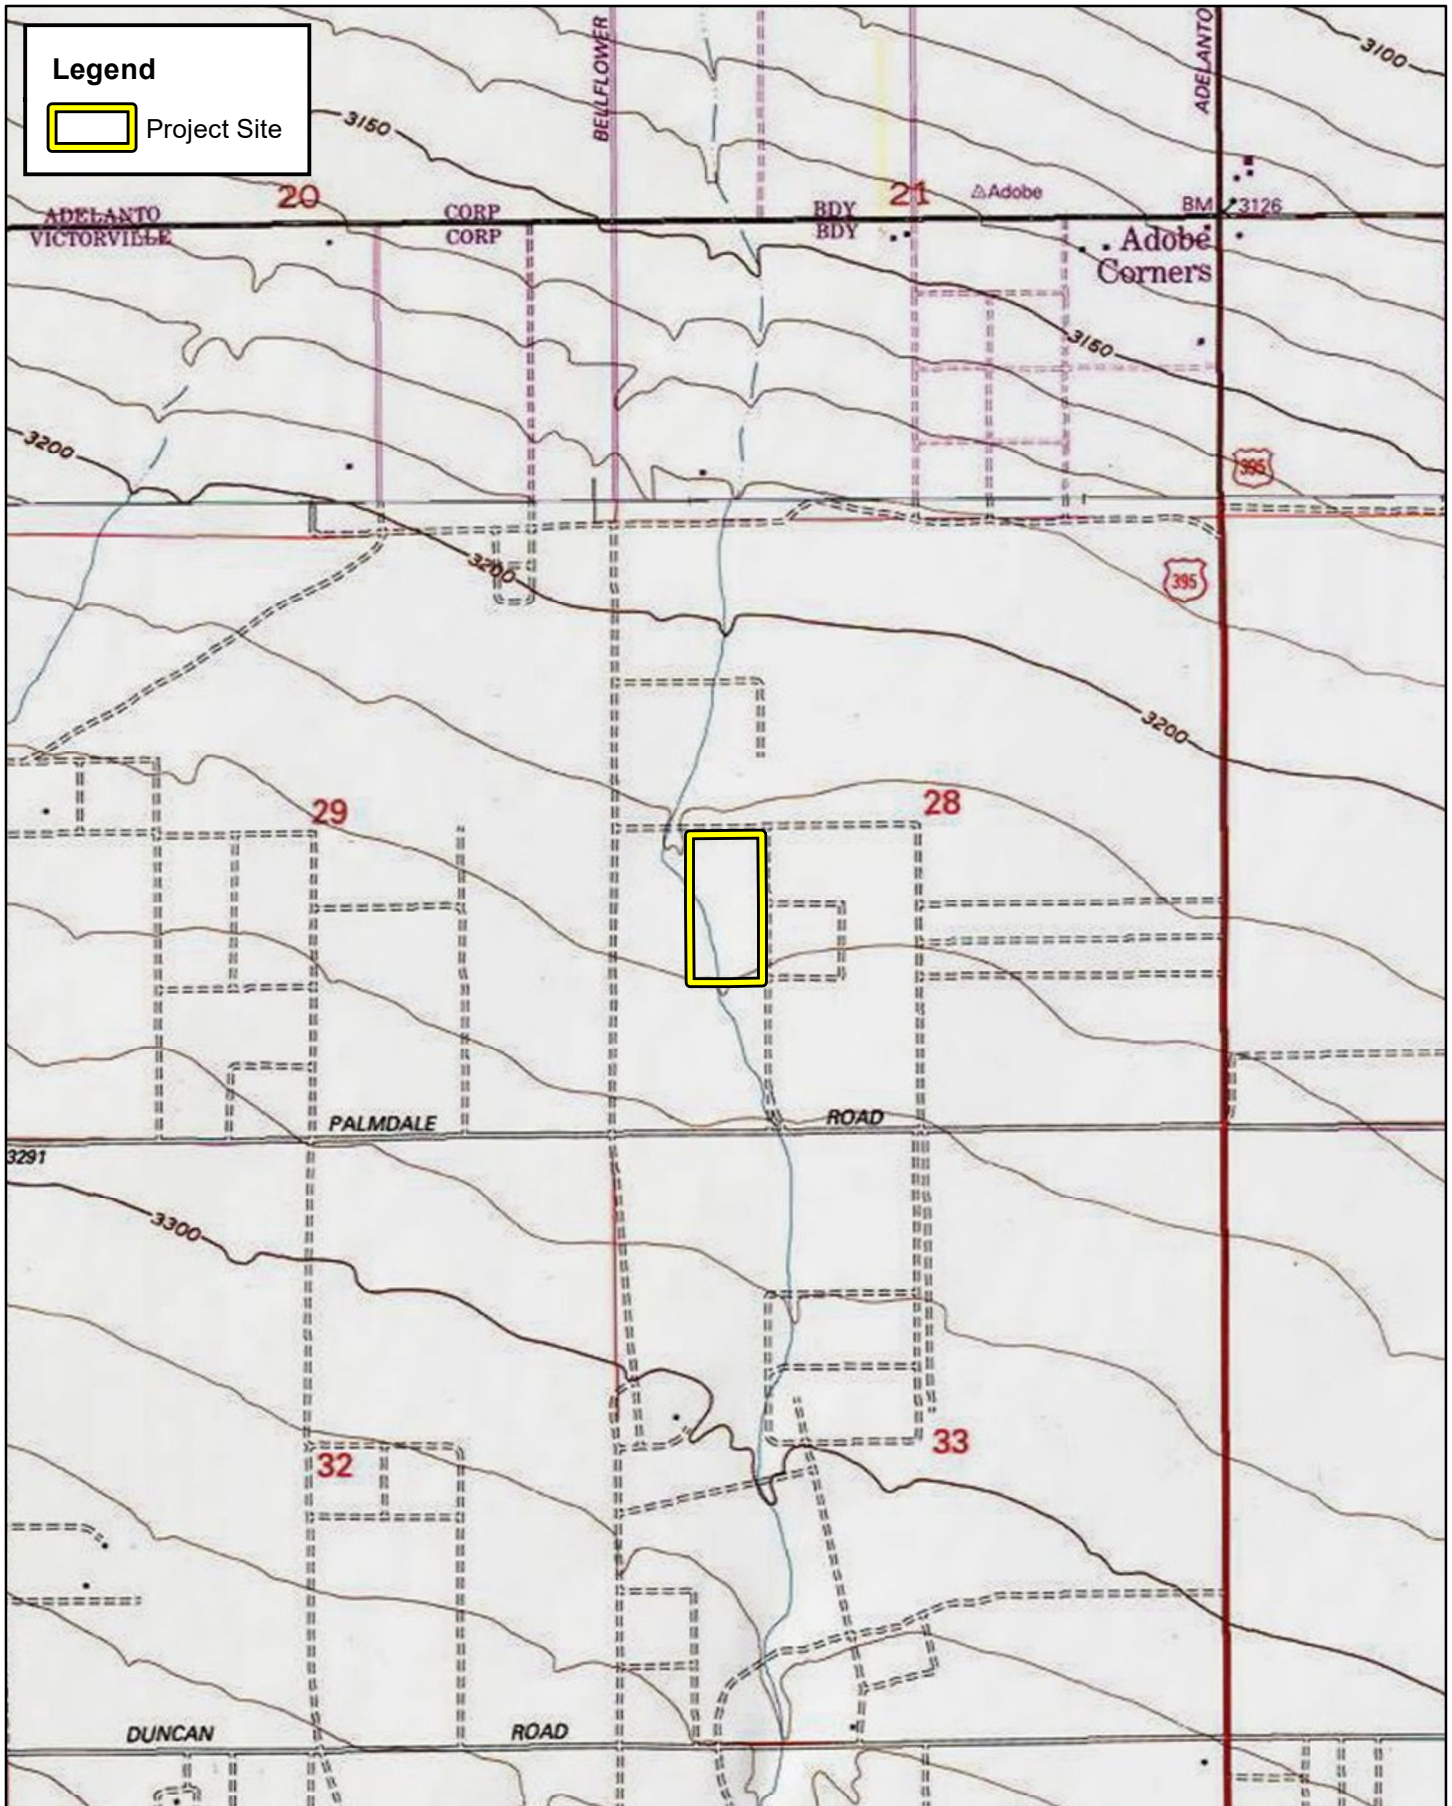 Legend
Project Site
BELLFLOWER
ADELANTO
3100
3150
20
21
Adobe
ADELANTO
CORP
BDY
BM
3126
VICTORVILLE
CORP
BDY
Adobe
Corners
3150
3200
395
3200
395
3200
29
28
PALMDALE
ROAD
3291
3300
32
33
DUNCAN
ROAD